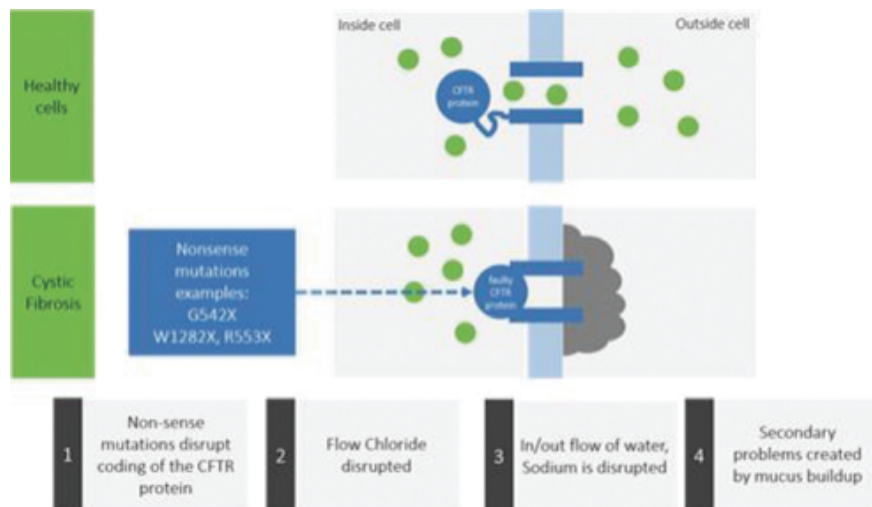 Inside cell
Outside cell
Healthy
cells
CFTR
protein
Cystic
Fibrosis
Nonsense
mutations
examples:
G542X
W1282X, R553X
faulty
CFTR
protein
1
Non-sense
mutations disrupt
coding of the CFTR
protein
2
Flow Chloride
disrupted
3
In/out flow of water,
Sodium is disrupted
4
Secondary
problems created
by mucus buildup